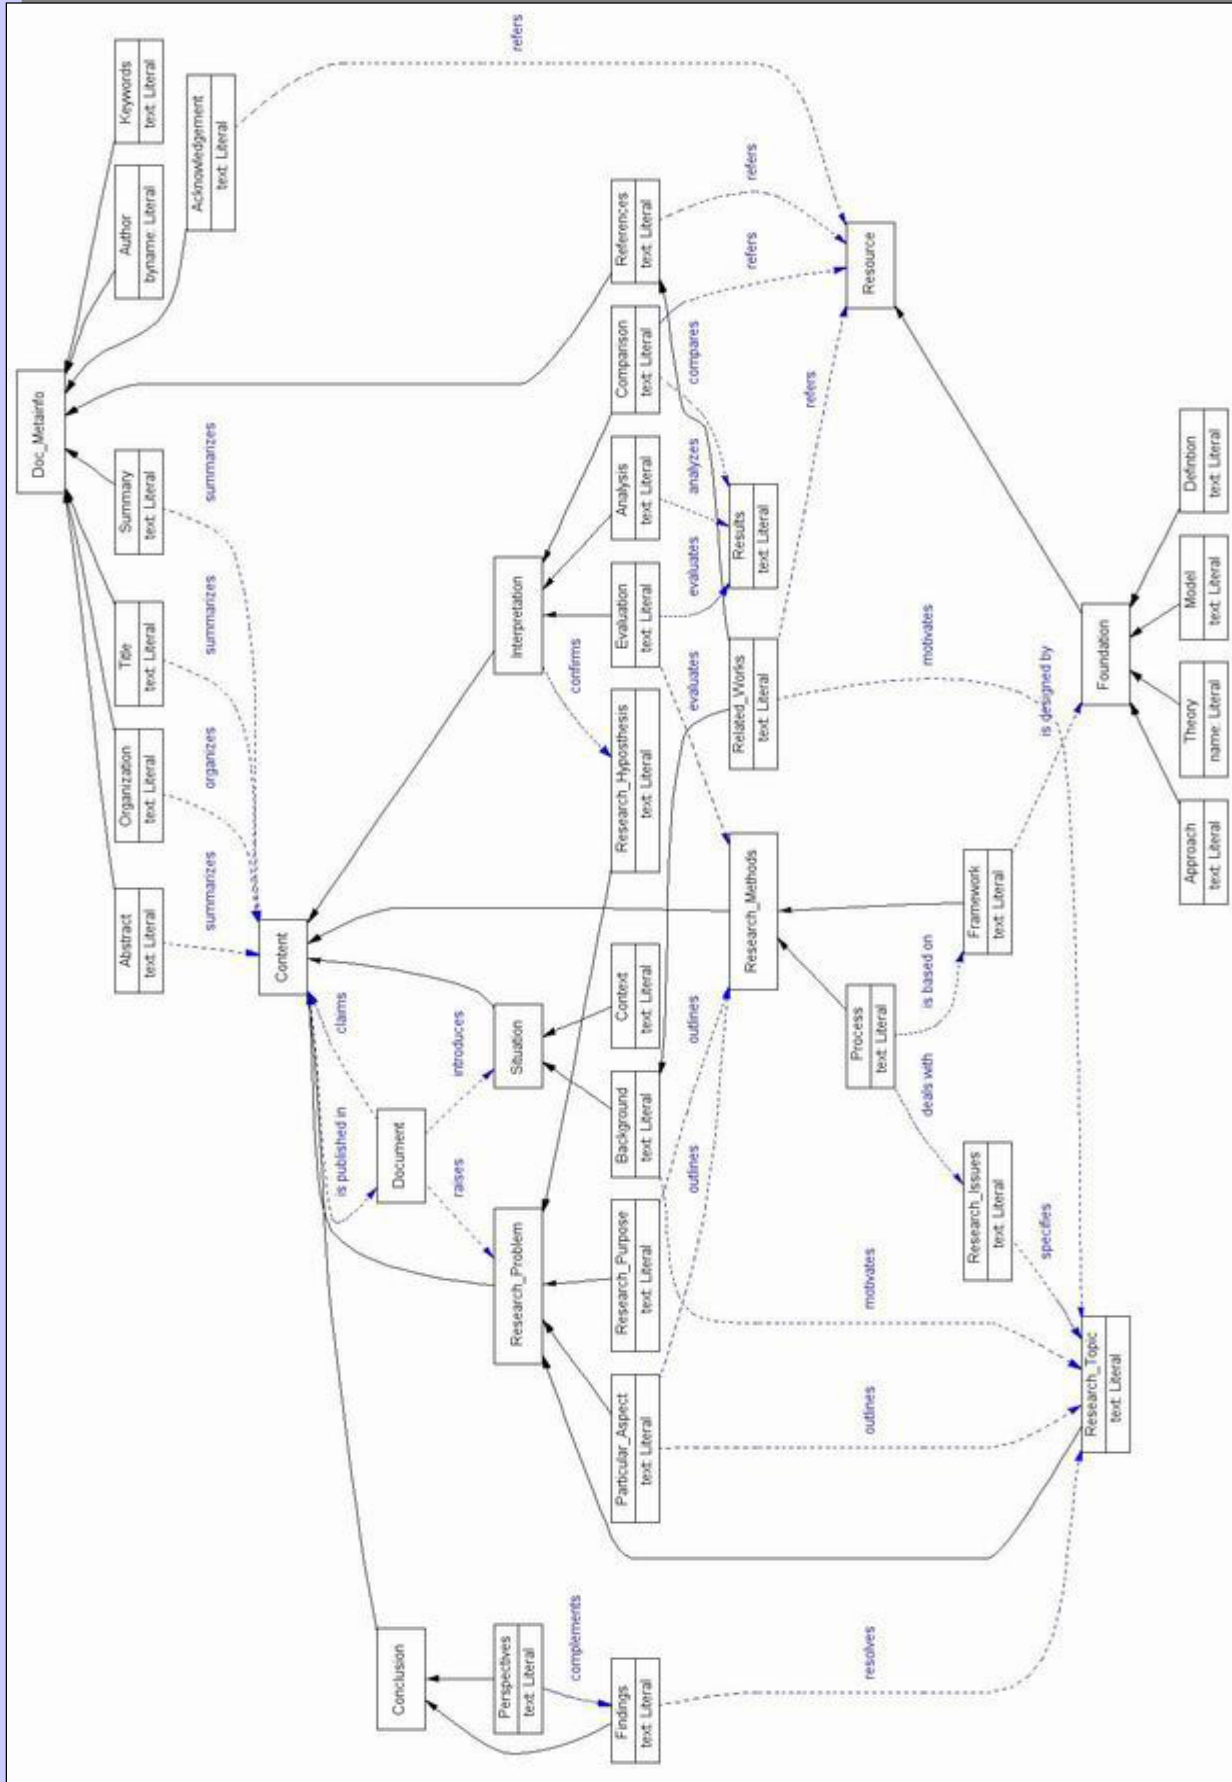 Doc_Metainfo
Abstract
text: Literal
Organization
text: Literal
Title
text: Literal
Summary
text: Literal
Author
byname: Literal
Keywords
text: Literal
Acknowledgement
text: Literal
summarizes
organizes
summarizes
summarizes
refers
Content
is published in
claims
Conclusion
Document
raises
introduces
Perspectives
text: Literal
Research_Problem
Situation
Interpretation
complements
confirms
Findings
text: Literal
Particular_Aspect
text: Literal
Research_Purpose
text: Literal
Background
text: Literal
Context
text: Literal
Research_Hyposthesis
text: Literal
Evaluation
text: Literal
Analysis
text: Literal
Comparison
text: Literal
References
text: Literal
outlines
outlines
evaluates
evaluates
analyzes
compares
refers
refers
Research_Methods
Related_Works
text: Literal
Results
text: Literal
refers
resolves
outlines
motivates
deals with
Process
text: Literal
is based on
Resource
motivates
Research_Issues
text: Literal
Framework
text: Literal
specifies
is designed by
Research_Topic
text: Literal
Foundation
Approach
text: Literal
Theory
name: Literal
Model
text: Literal
Defintion
text: Literal